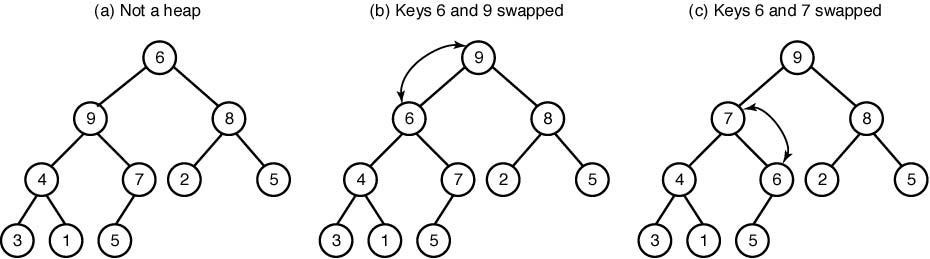 (a) Not a heap
6
9 8
4 7 2 5
3 1 5
(b) Keys 6 and 9 swapped
9
6 8
4 7 2 5
3 1 5
(c) Keys 6 and 7 swapped
9
7 8
4 6 2 5
3 1 5